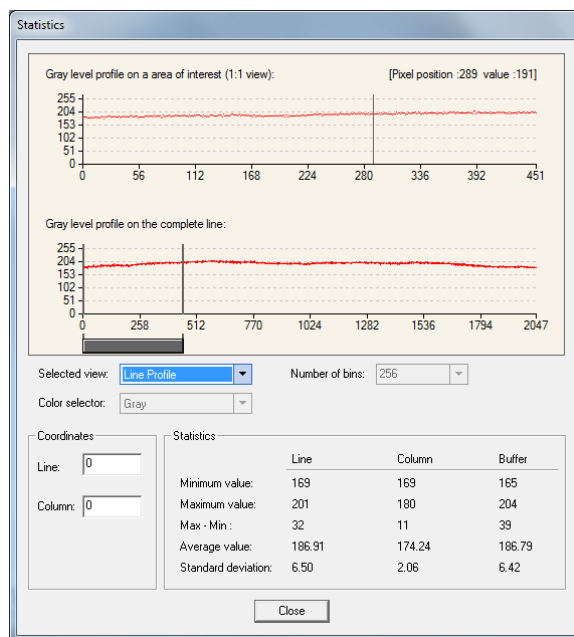 Statistics
Gray level profile on a area of interest (1:1 view): [Pixel position :289 value :191]
255
204
153
102
51
0
0 56 112 168 224 280 336 392 451
Gray level profile on the complete line:
255
204
153
102
51
0
0 258 512 770 1024 1282 1536 1794 2047
Selected view: Line Profile Number of bins: 256
Color selector: Gray
Coordinates
Line: 0
Column: 0
Statistics
Line Column Buffer
Minimum value: 169 169 165
Maximum value: 201 180 204
Max - Min : 32 11 39
Average value: 186.91 174.24 186.79
Standard deviation: 6.50 2.06 6.42
Close